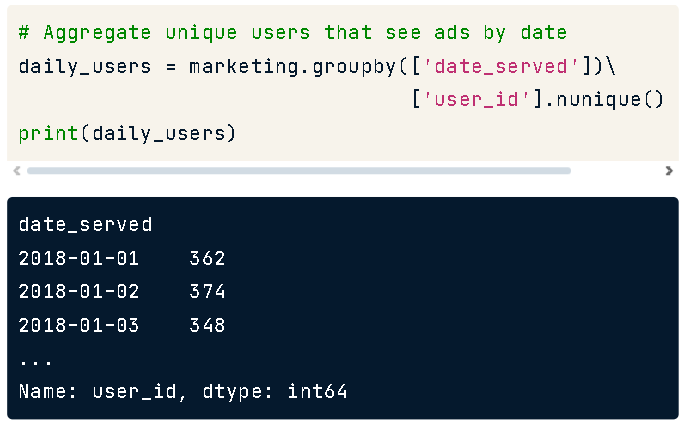 # Aggregate unique users that see ads by date
daily_users = marketing.groupby(['date_served'])\
                                ['user_id'].nunique()
print(daily_users)
date_served
2018-01-01    362
2018-01-02    374
2018-01-03    348
...
Name: user_id, dtype: int64